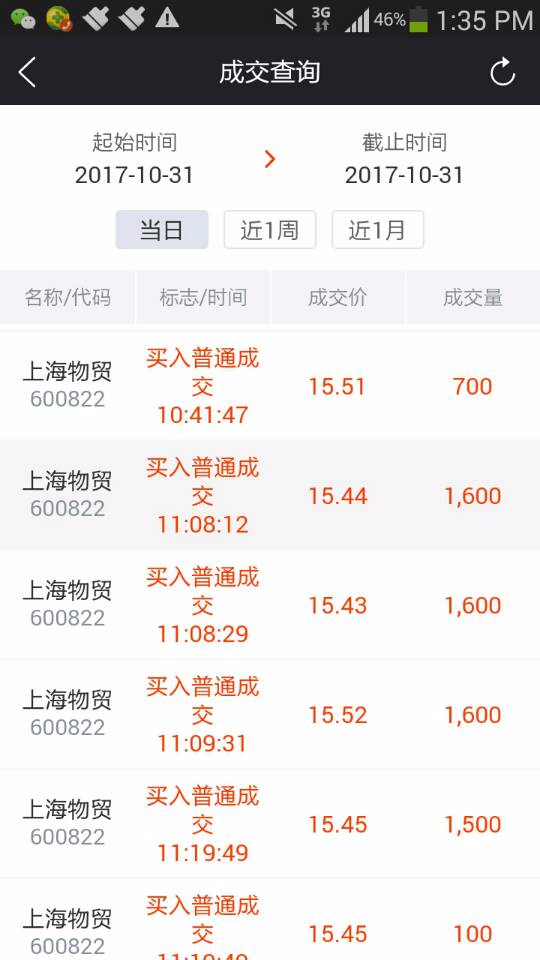 3G 46% 1:35 PM
成交查询
起始时间 截止时间
2017-10-31 2017-10-31
当日 近1周 近1月
名称/代码 标志/时间 成交价 成交量
上海物贸 600822 买入普通成交 10:41:47 15.51 700
上海物贸 600822 买入普通成交 11:08:12 15.44 1,600
上海物贸 600822 买入普通成交 11:08:29 15.43 1,600
上海物贸 600822 买入普通成交 11:09:31 15.52 1,600
上海物贸 600822 买入普通成交 11:19:49 15.45 1,500
上海物贸 600822 买入普通成交 15.45 100